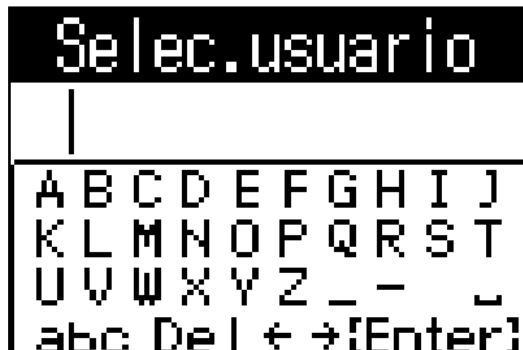 Selec.usuario
A B C D E F G H I J
K L M N O P Q R S T
U V W X Y Z _ - ␣
abc Del ← → [Enter]